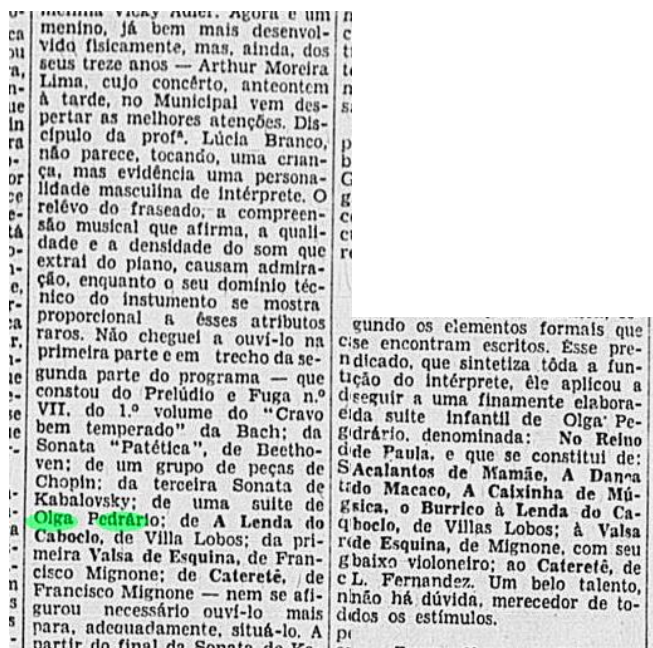 menina Vicky Adler. Agora é um
menino, já bem mais desenvol-
vido fisicamente, mas, ainda, dos
seus treze anos — Arthur Moreira
Lima, cujo concêrto, anteontem
à tarde, no Municipal vem des-
pertar as melhores atenções. Dis-
cípulo da profª. Lúcia Branco,
não parece, tocando, uma crian-
ça, mas evidência uma persona-
lidade masculina de intérprete. O
relêvo do fraseado, a compreen-
são musical que afirma, a quali-
dade e a densidade do som que
extrai do piano, causam admira-
ção, enquanto o seu domínio téc-
nico do instumento se mostra
proporcional a êsses atributos
raros. Não cheguei a ouví-lo na
primeira parte e em trecho da se-
gunda parte do programa — que
constou do Prelúdio e Fuga n.º
VII. do 1.º volume do "Cravo
bem temperado" da Bach; da
Sonata "Patética", de Beetho-
ven; de um grupo de peças de
Chopin; da terceira Sonata de
Kabalovsky; de uma suite de
Olga Pedrário; de A Lenda do
Caboclo, de Villa Lobos; da pri-
meira Valsa de Esquina, de Fran-
cisco Mignone; de Cateretê, de
Francisco Mignone — nem se afi-
gurou necessário ouví-lo mais
para, adequadamente, situá-lo. A
partir do final da Sonata de Ka-
gundo os elementos formais que
se encontram escritos. Êsse pre-
dicado, que sintetiza tôda a fun-
ção do intérprete, êle aplicou a
seguir a uma finamente elabora-
da suite infantil de Olga Pe-
drário, denominada: No Reino
de Paula, e que se constitui de:
Acalantos de Mamãe, A Dança
do Macaco, A Caixinha de Mú-
sica, o Burrico à Lenda do Ca-
boclo, de Villas Lobos; à Valsa
de Esquina, de Mignone, com seu
baixo violoneiro; ao Cateretê, de
L. Fernandez. Um belo talento,
não há dúvida, merecedor de to-
dos os estímulos.